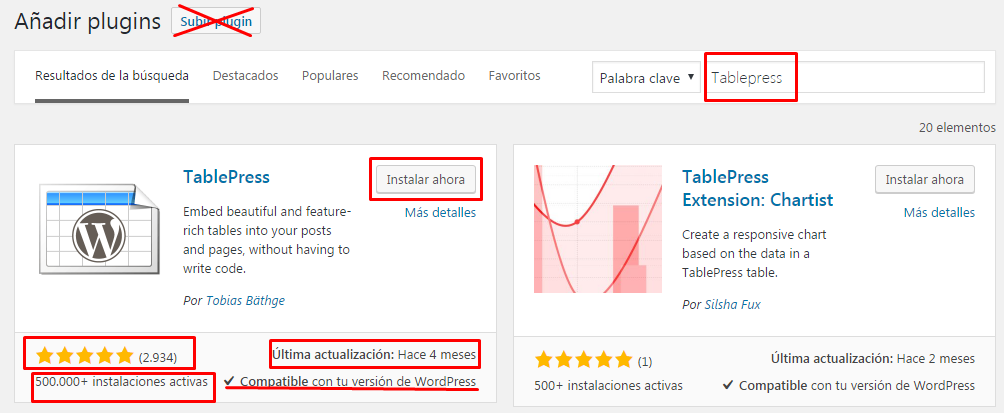 Añadir plugins Subir plugin
Resultados de la búsqueda Destacados Populares Recomendado Favoritos Palabra clave ▼ Tablepress
20 elementos
TablePress
Instalar ahora
Más detalles
Embed beautiful and feature-
rich tables into your posts
and pages, without having to
write code.
Por Tobias Bäthge
(2.934)
Última actualización: Hace 4 meses
500.000+ instalaciones activas
✔ Compatible con tu versión de WordPress
TablePress
Extension: Chartist
Instalar ahora
Más detalles
Create a responsive chart
based on the data in a
TablePress table.
Por Silsha Fux
(1)
Última actualización: Hace 2 meses
500+ instalaciones activas
✔ Compatible con tu versión de WordPress